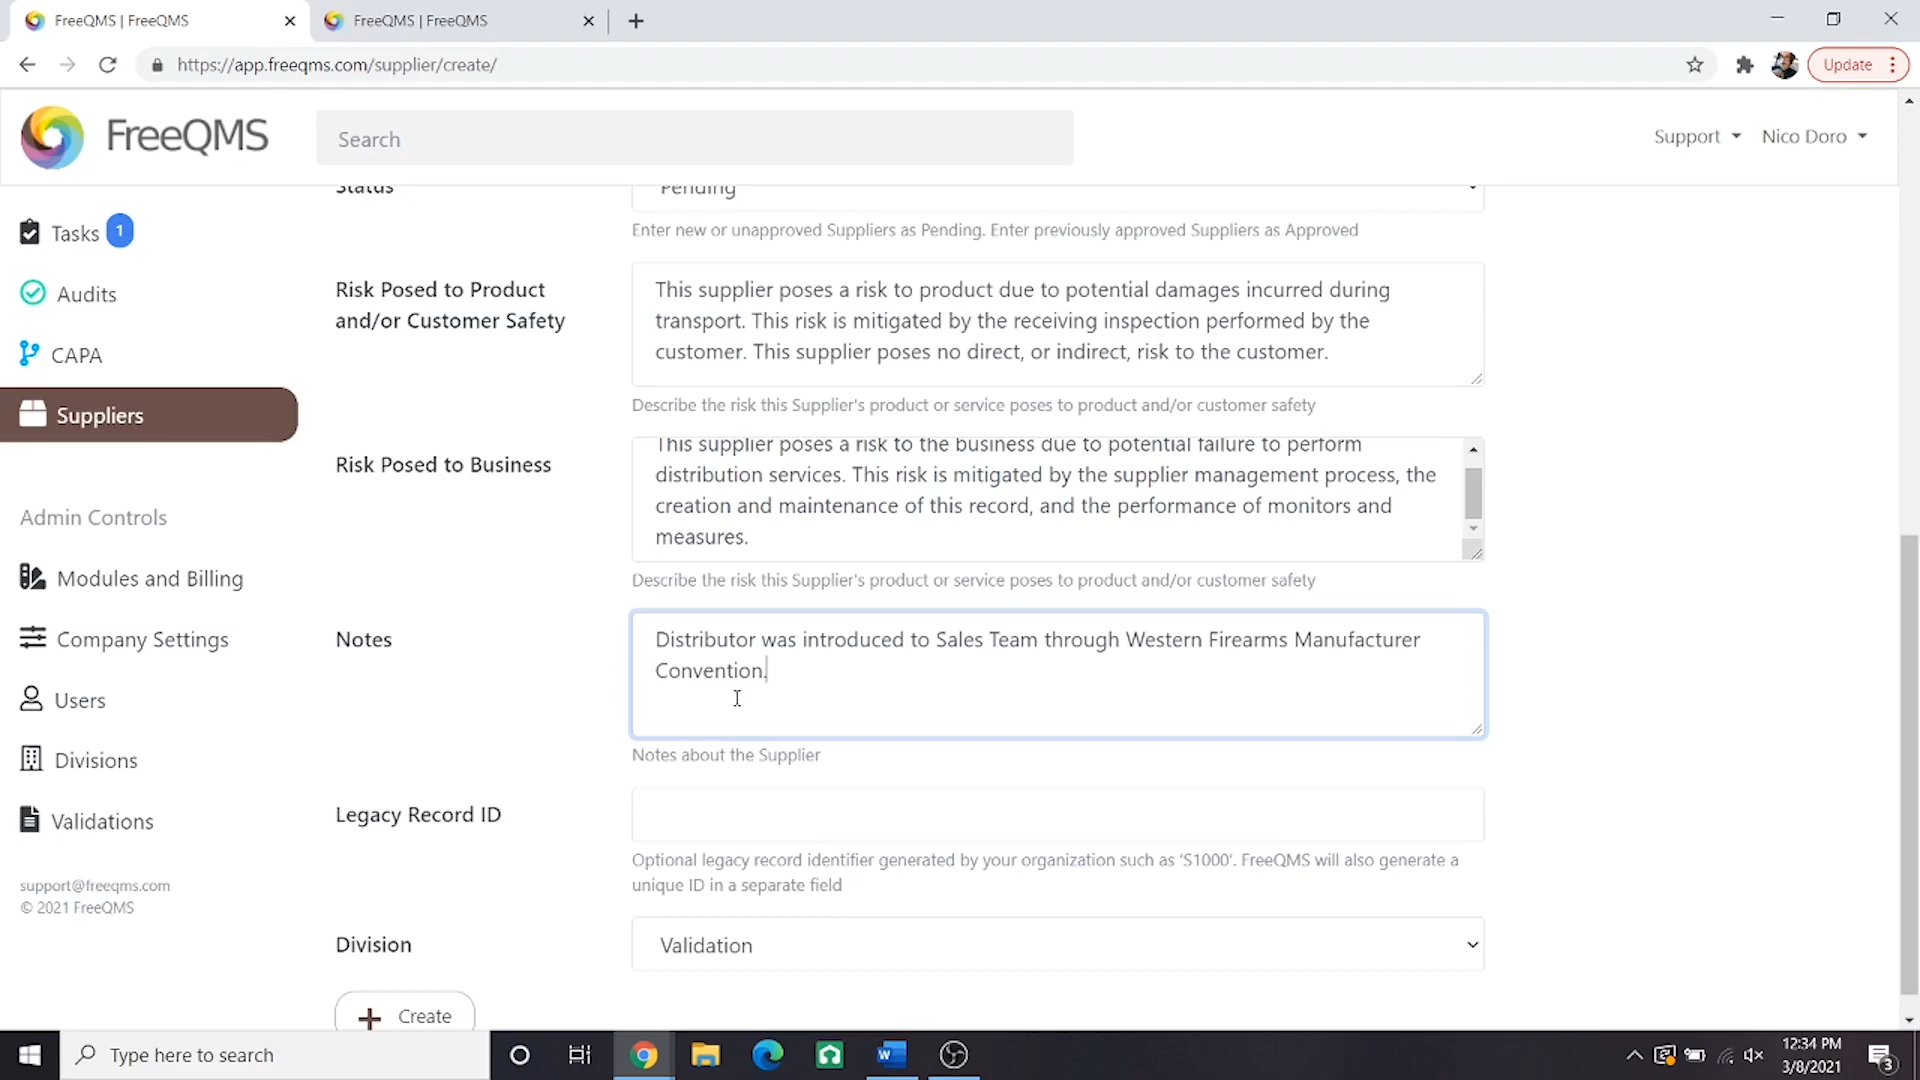 FreeQMS | FreeQMS
FreeQMS | FreeQMS
https://app.freeqms.com/supplier/create/
Update
FreeQMS
Search
Support
Nico Doro
Tasks 1
Audits
CAPA
Suppliers
Admin Controls
Modules and Billing
Company Settings
Users
Divisions
Validations
support@freeqms.com
© 2021 FreeQMS
Status
Pending
Enter new or unapproved Suppliers as Pending. Enter previously approved Suppliers as Approved
Risk Posed to Product
and/or Customer Safety
This supplier poses a risk to product due to potential damages incurred during
transport. This risk is mitigated by the receiving inspection performed by the
customer. This supplier poses no direct, or indirect, risk to the customer.
Describe the risk this Supplier's product or service poses to product and/or customer safety
Risk Posed to Business
This supplier poses a risk to the business due to potential failure to perform
distribution services. This risk is mitigated by the supplier management process, the
creation and maintenance of this record, and the performance of monitors and
measures.
Describe the risk this Supplier's product or service poses to product and/or customer safety
Notes
Distributor was introduced to Sales Team through Western Firearms Manufacturer
Convention.
Notes about the Supplier
Legacy Record ID
Optional legacy record identifier generated by your organization such as 'S1000'. FreeQMS will also generate a
unique ID in a separate field
Division
Validation
Create
Type here to search
12:34 PM
3/8/2021
3